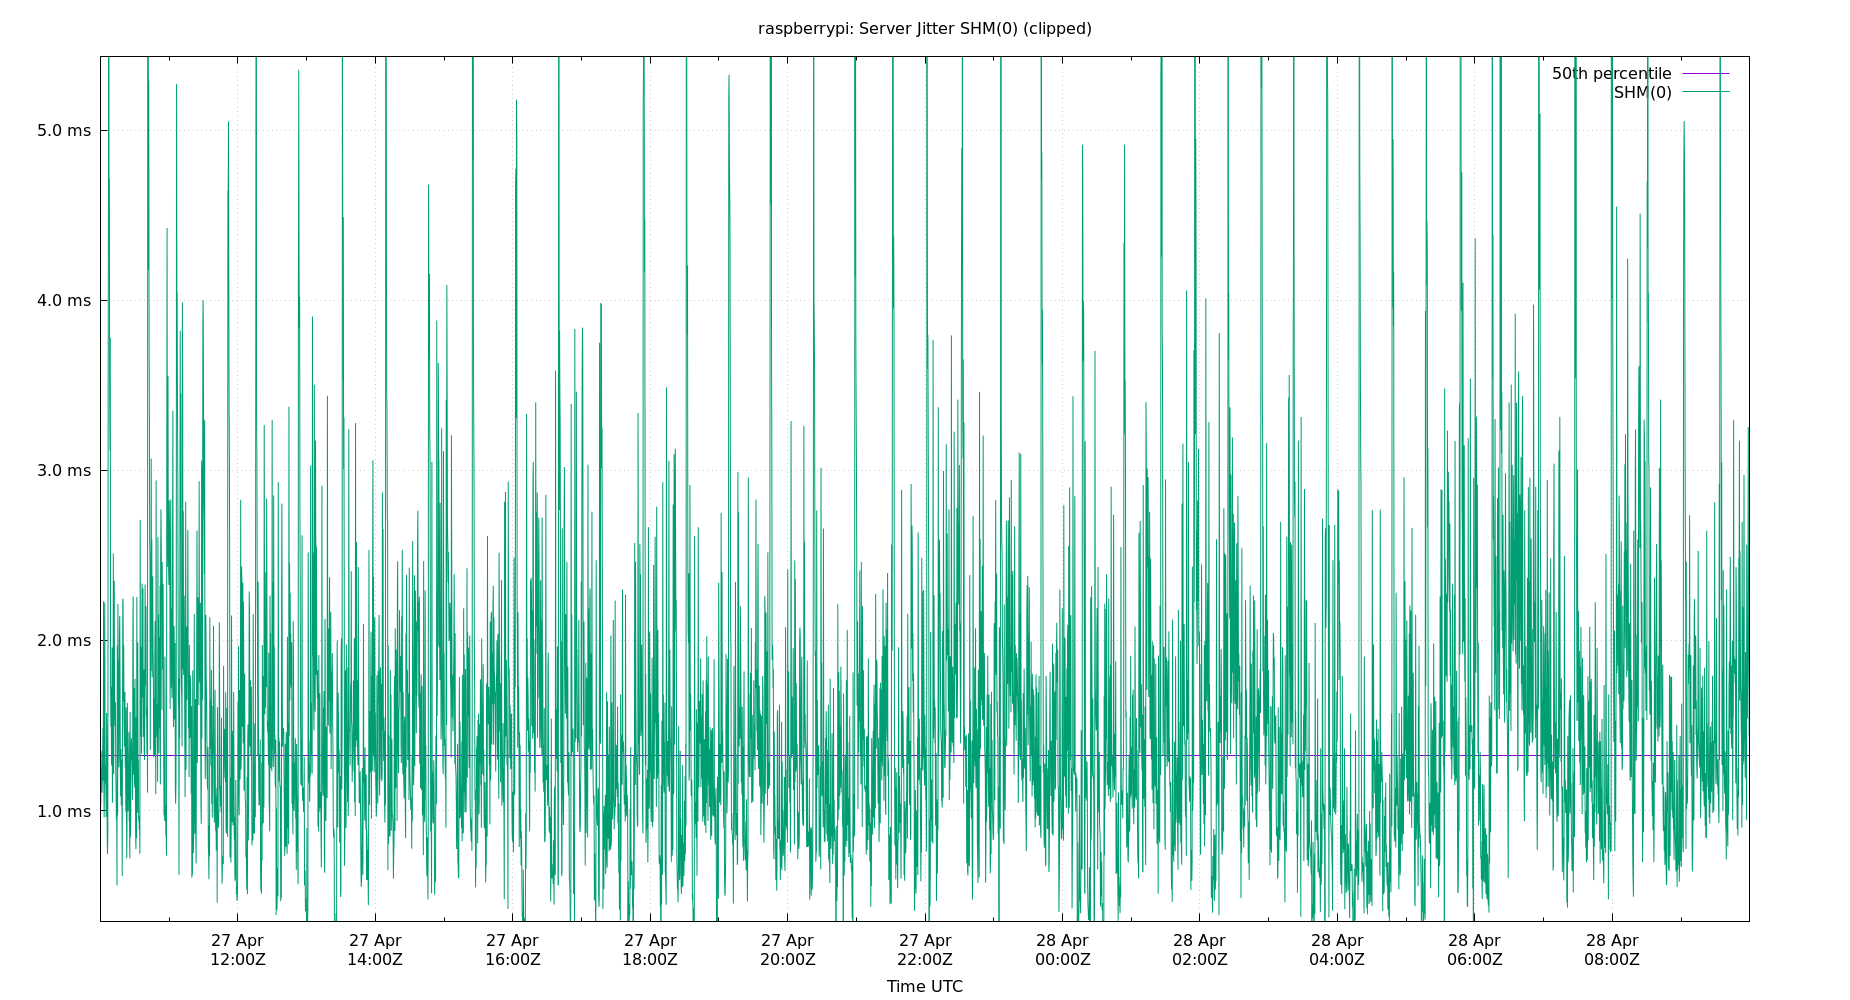 raspberrypi: Server Jitter SHM(0) (clipped)
50th percentile
SHM(0)
5.0 ms
4.0 ms
3.0 ms
2.0 ms
1.0 ms
27 Apr 27 Apr 27 Apr 27 Apr 27 Apr 27 Apr 28 Apr 28 Apr 28 Apr 28 Apr 28 Apr
12:00Z 14:00Z 16:00Z 18:00Z 20:00Z 22:00Z 00:00Z 02:00Z 04:00Z 06:00Z 08:00Z
Time UTC